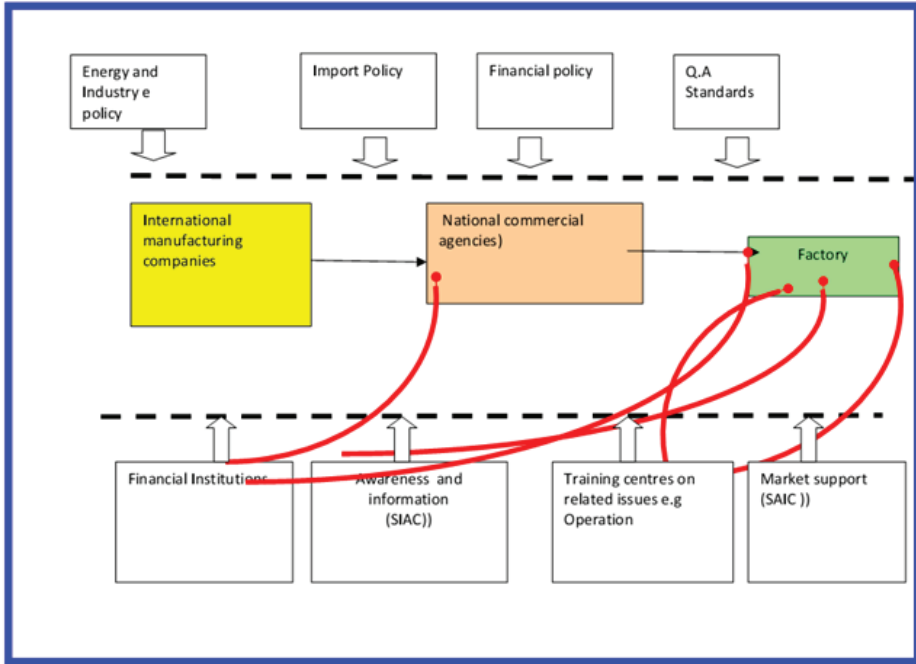 Energy and
Industry e
policy
Import Policy
Financial policy
Q.A
Standards
International
manufacturing
companies
National commercial
agencies)
Factory
Financial Institutions
Awareness and
information
(SIAC))
Training centres on
related issues e.g
Operation
Market support
(SAIC ))